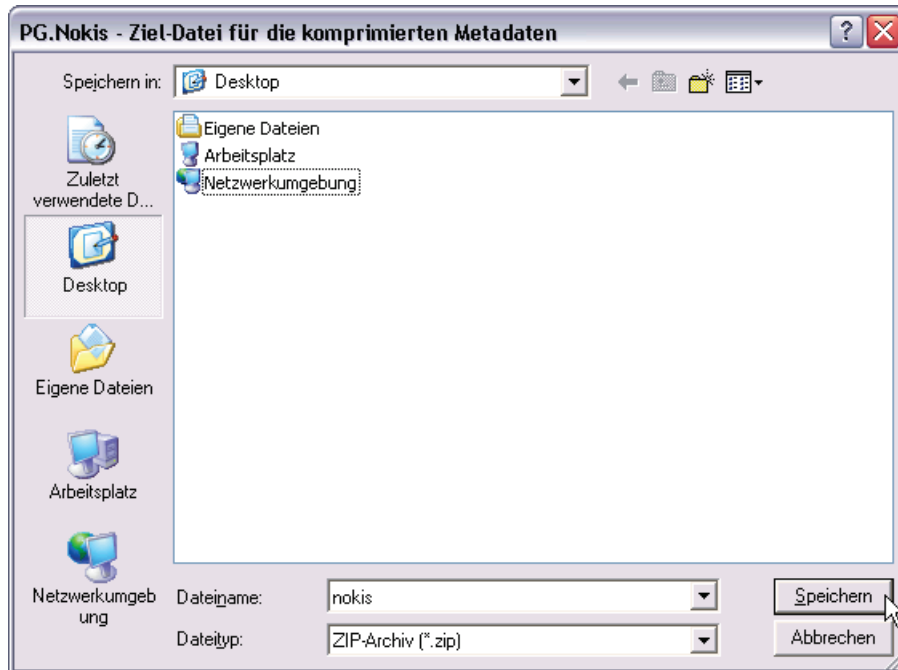 PG.Nokis - Ziel-Datei für die komprimierten Metadaten
Speichern in:
Desktop
Eigene Dateien
Arbeitsplatz
Netzwerkumgebung
Zuletzt
verwendete D...
Desktop
Eigene Dateien
Arbeitsplatz
Netzwerkumgeb
ung
Dateiname:
nokis
Speichern
Dateityp:
ZIP-Archiv (*.zip)
Abbrechen